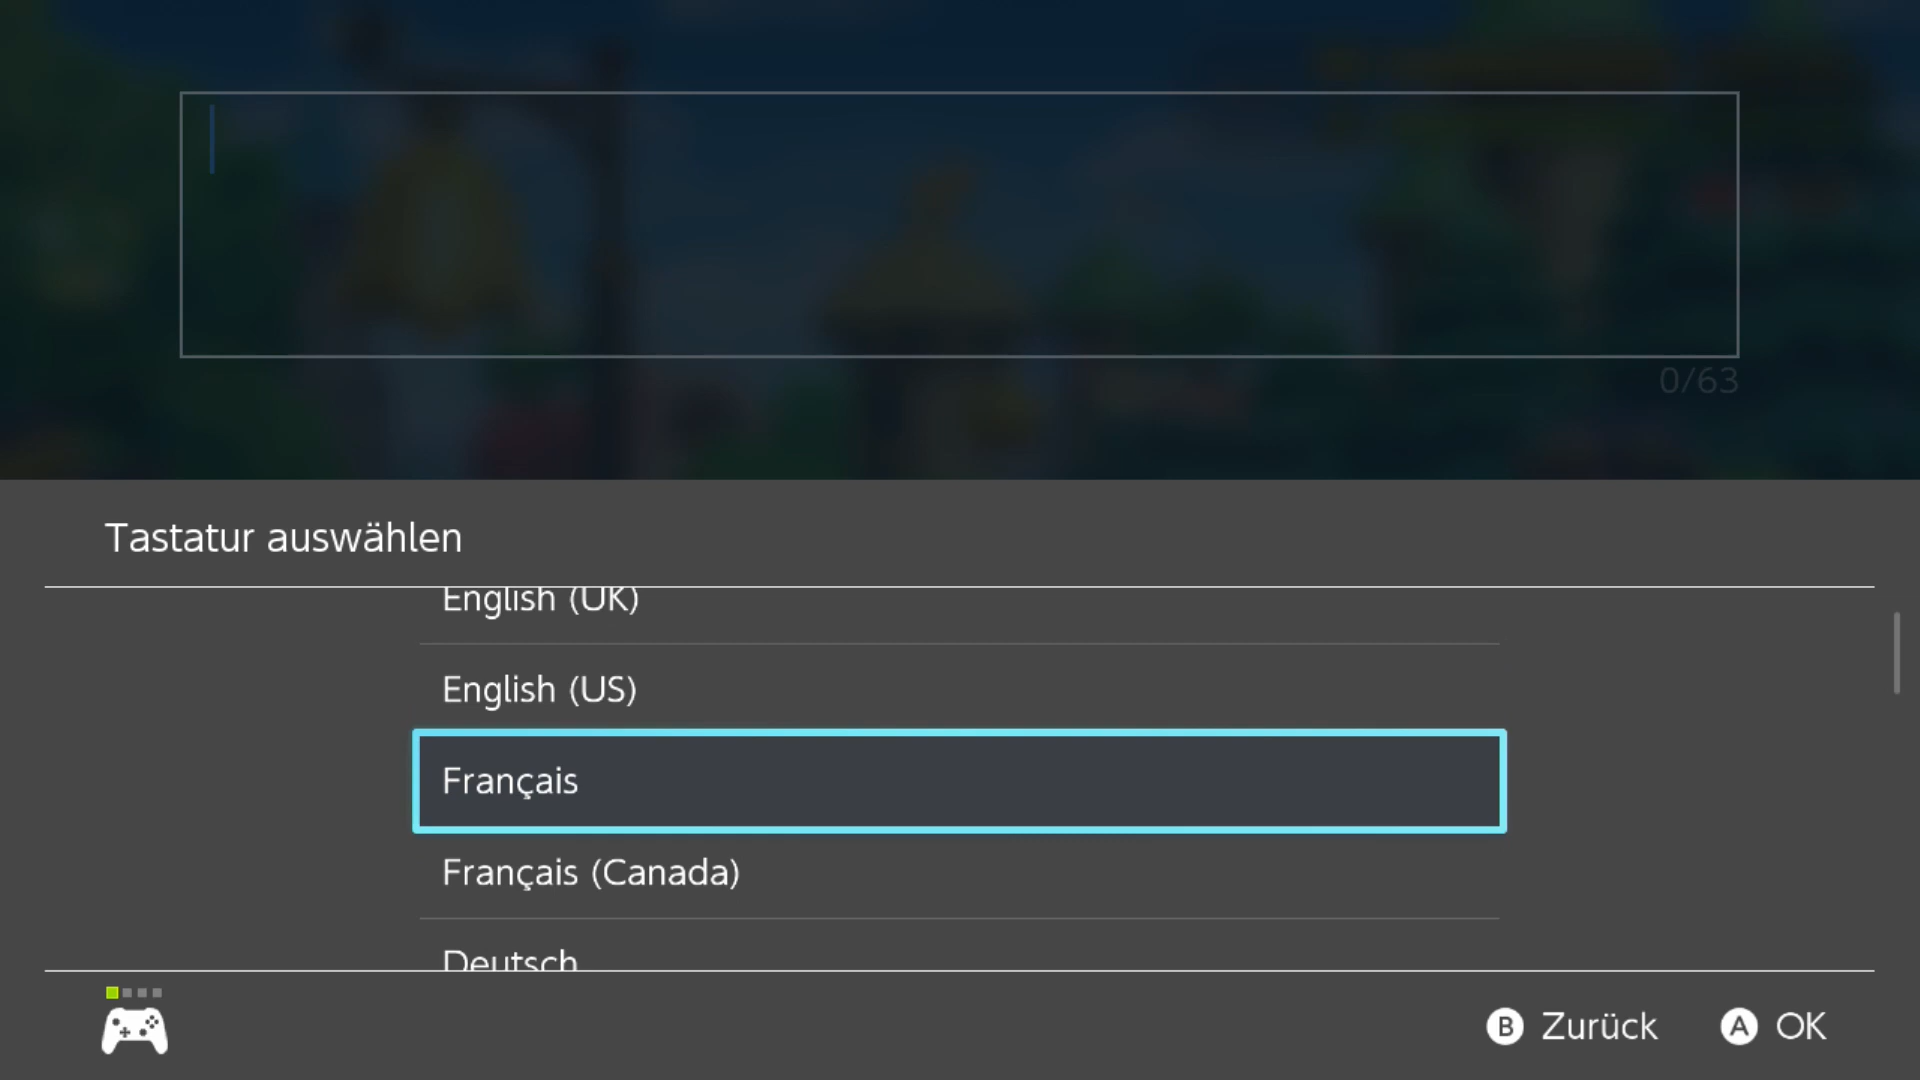 0/63
Tastatur auswählen
English (UK)
English (US)
Français
Français (Canada)
Deutsch
B Zurück A OK